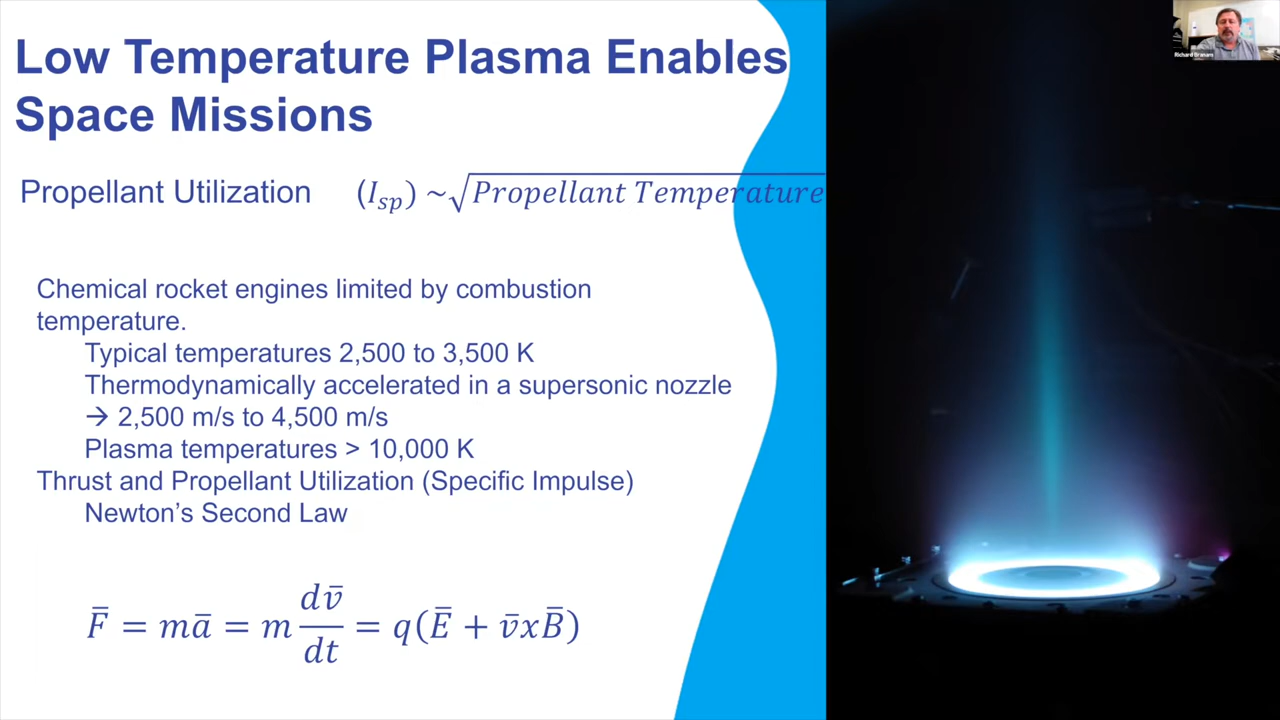 Low Temperature Plasma Enables
Space Missions
Propellant Utilization (I_sp) ~√Propellant Temperature
Chemical rocket engines limited by combustion
temperature.
Typical temperatures 2,500 to 3,500 K
Thermodynamically accelerated in a supersonic nozzle
→ 2,500 m/s to 4,500 m/s
Plasma temperatures > 10,000 K
Thrust and Propellant Utilization (Specific Impulse)
Newton's Second Law
F̄ = mā = m dv̄/dt = q(Ē + v̄xB̄)
Richard Branam